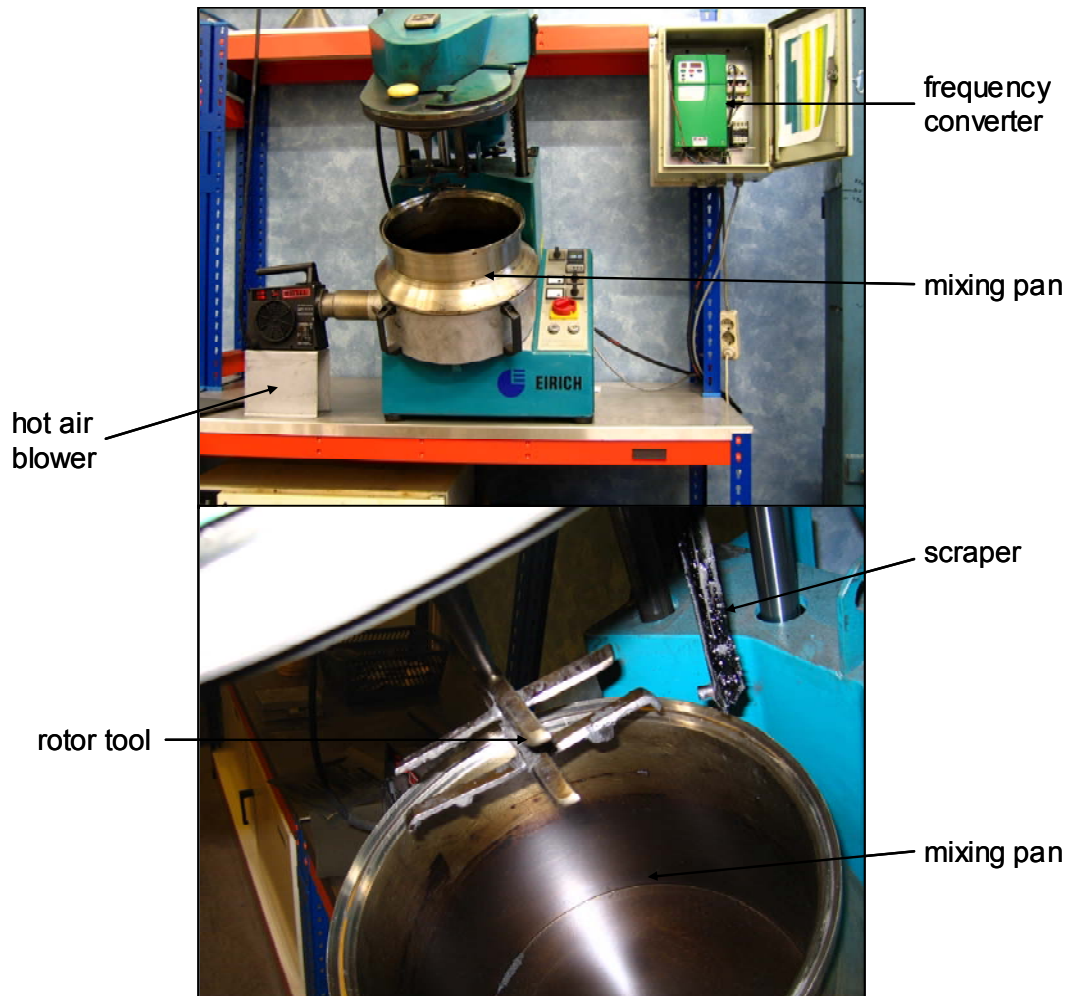 frequency
converter
mixing pan
EIRICH
hot air
blower
scraper
rotor tool
mixing pan